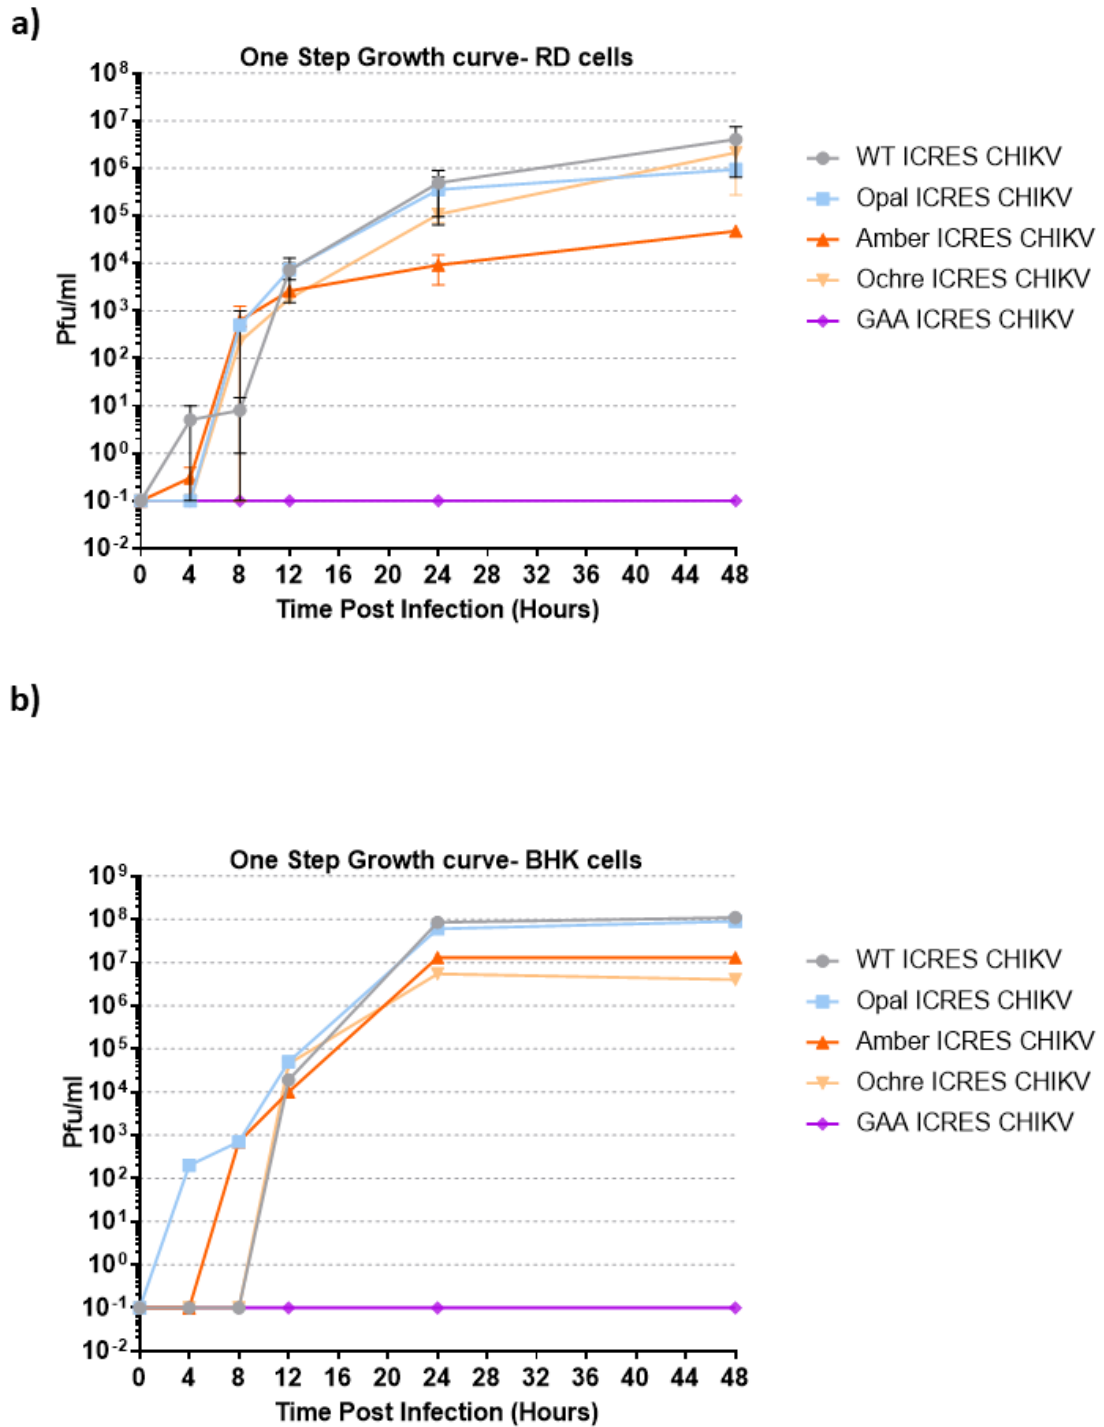 a)
One Step Growth curve- RD cells
10⁸
10⁷
10⁶
10⁵
10⁴
10³
10²
10¹
10⁰
10⁻¹
10⁻²
Pfu/ml
0 4 8 12 16 20 24 28 32 36 40 44 48
Time Post Infection (Hours)
WT ICRES CHIKV
Opal ICRES CHIKV
Amber ICRES CHIKV
Ochre ICRES CHIKV
GAA ICRES CHIKV
b)
One Step Growth curve- BHK cells
10⁹
10⁸
10⁷
10⁶
10⁵
10⁴
10³
10²
10¹
10⁰
10⁻¹
10⁻²
Pfu/ml
0 4 8 12 16 20 24 28 32 36 40 44 48
Time Post Infection (Hours)
WT ICRES CHIKV
Opal ICRES CHIKV
Amber ICRES CHIKV
Ochre ICRES CHIKV
GAA ICRES CHIKV